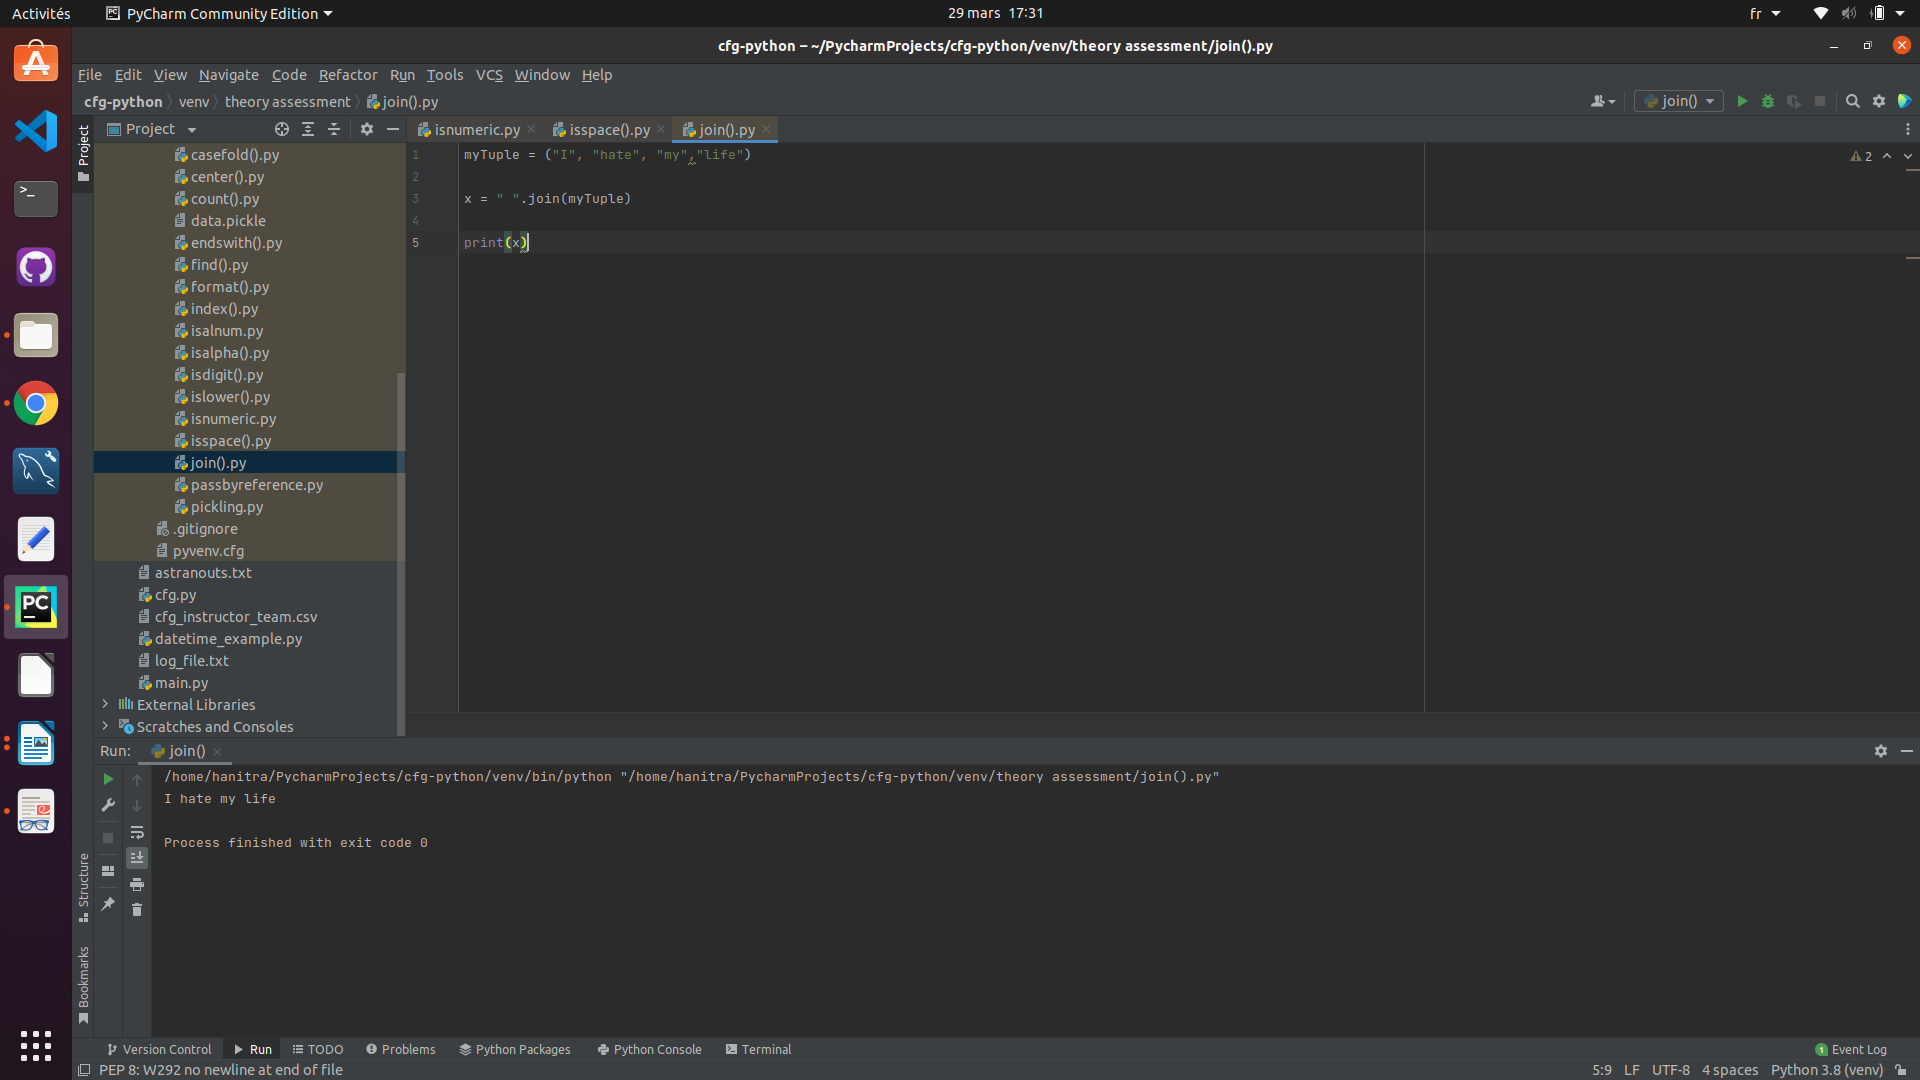 Activités
PyCharm Community Edition
29 mars 17:31
fr
cfg-python – ~/PycharmProjects/cfg-python/venv/theory assessment/join().py
File Edit View Navigate Code Refactor Run Tools VCS Window Help
cfg-python venv theory assessment join().py
join()
Project
Project
isnumeric.py
isspace().py
join().py
casefold().py
center().py
count().py
data.pickle
endswith().py
find().py
format().py
index().py
isalnum.py
isalpha().py
isdigit().py
islower().py
isnumeric.py
isspace().py
join().py
passbyreference.py
pickling.py
.gitignore
pyvenv.cfg
astranouts.txt
cfg.py
cfg_instructor_team.csv
datetime_example.py
log_file.txt
main.py
External Libraries
Scratches and Consoles
1 myTuple = ("I", "hate", "my","life")
2
3 x = " ".join(myTuple)
4
5 print(x)
2
Run: join()
/home/hanitra/PycharmProjects/cfg-python/venv/bin/python "/home/hanitra/PycharmProjects/cfg-python/venv/theory assessment/join().py"
I hate my life
Process finished with exit code 0
Structure
Bookmarks
PC
Version Control Run TODO Problems Python Packages Python Console Terminal
1 Event Log
PEP 8: W292 no newline at end of file
5:9 LF UTF-8 4 spaces Python 3.8 (venv)